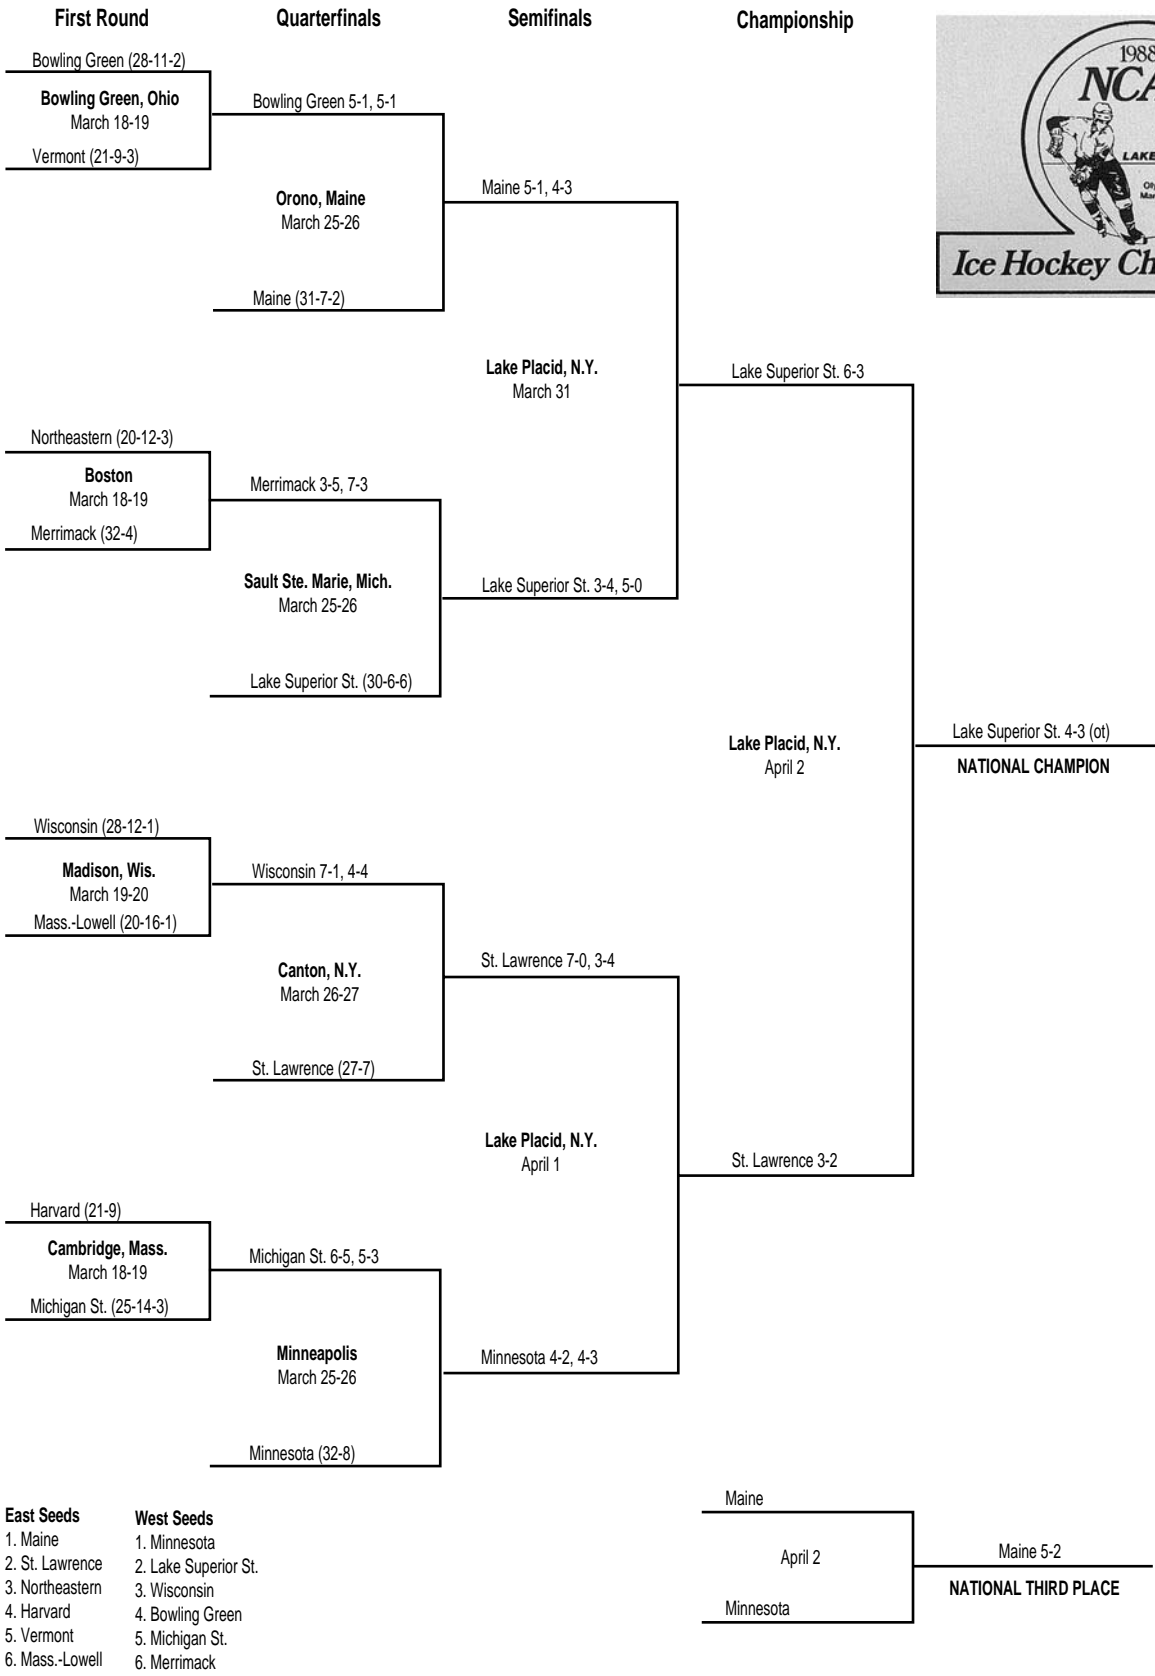 First Round
Quarterfinals
Semifinals
Championship
1988
NCA
LAKE
Ice Hockey Ch
Bowling Green (28-11-2)
Bowling Green, Ohio
March 18-19
Vermont (21-9-3)
Bowling Green 5-1, 5-1
Orono, Maine
March 25-26
Maine (31-7-2)
Maine 5-1, 4-3
Lake Placid, N.Y.
March 31
Lake Superior St. 6-3
Northeastern (20-12-3)
Boston
March 18-19
Merrimack (32-4)
Merrimack 3-5, 7-3
Sault Ste. Marie, Mich.
March 25-26
Lake Superior St. (30-6-6)
Lake Superior St. 3-4, 5-0
Lake Placid, N.Y.
April 2
Lake Superior St. 4-3 (ot)
NATIONAL CHAMPION
Wisconsin (28-12-1)
Madison, Wis.
March 19-20
Mass.-Lowell (20-16-1)
Wisconsin 7-1, 4-4
Canton, N.Y.
March 26-27
St. Lawrence (27-7)
St. Lawrence 7-0, 3-4
Lake Placid, N.Y.
April 1
St. Lawrence 3-2
Harvard (21-9)
Cambridge, Mass.
March 18-19
Michigan St. (25-14-3)
Michigan St. 6-5, 5-3
Minneapolis
March 25-26
Minnesota (32-8)
Minnesota 4-2, 4-3
East Seeds
1. Maine
2. St. Lawrence
3. Northeastern
4. Harvard
5. Vermont
6. Mass.-Lowell
West Seeds
1. Minnesota
2. Lake Superior St.
3. Wisconsin
4. Bowling Green
5. Michigan St.
6. Merrimack
Maine
April 2
Minnesota
Maine 5-2
NATIONAL THIRD PLACE